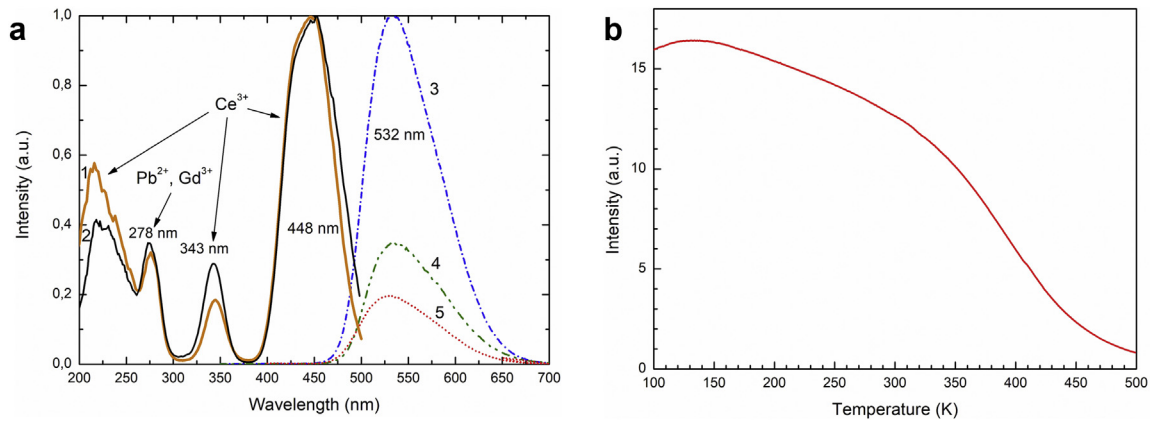 a
1,0
0,8
0,6
0,4
0,2
0,0
Intensity (a.u.)
200 250 300 350 400 450 500 550 600 650 700
Wavelength (nm)
Ce³⁺
Pb²⁺, Gd³⁺
278 nm
343 nm
448 nm
532 nm
1
2
3
4
5
b
15
10
5
0
Intensity (a.u.)
100 150 200 250 300 350 400 450 500
Temperature (K)